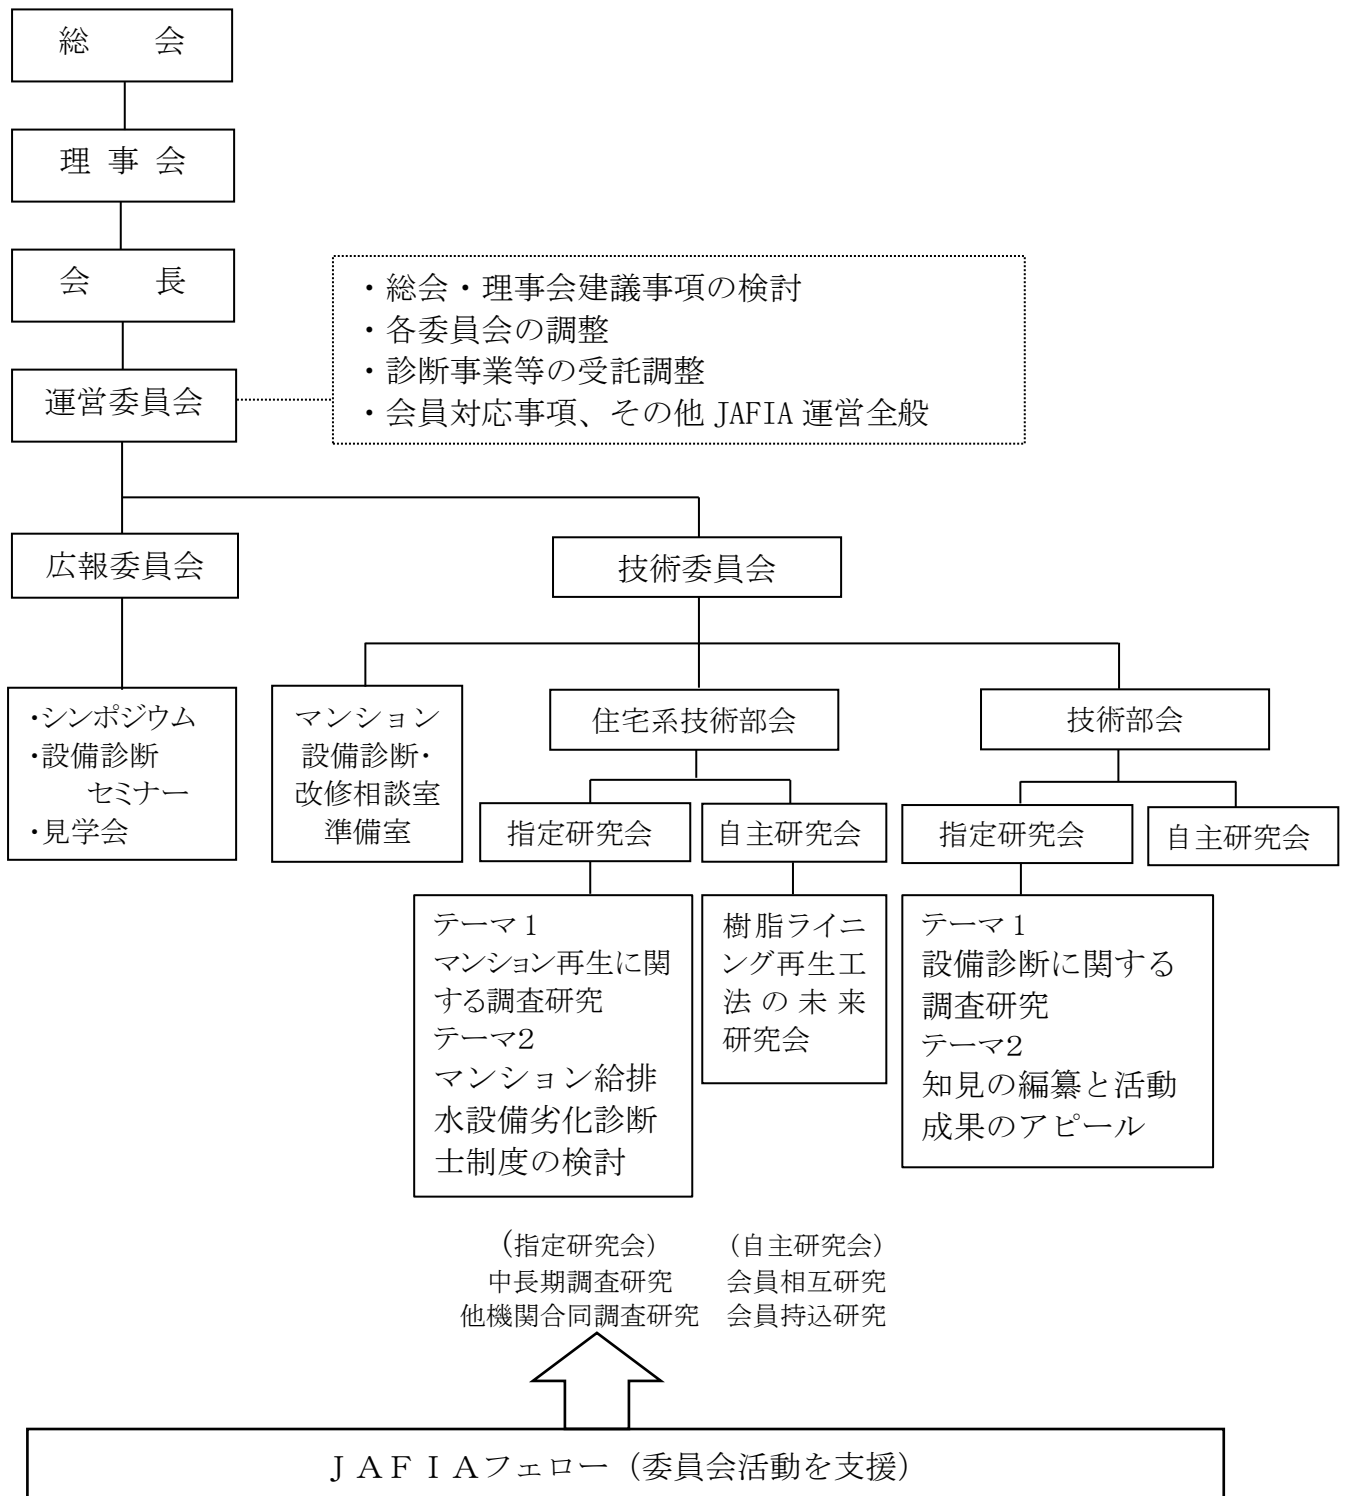 総　会
理 事 会
会　長
・総会・理事会建議事項の検討
・各委員会の調整
・診断事業等の受託調整
・会員対応事項、その他 JAFIA 運営全般
運営委員会
広報委員会
技術委員会
・シンポジウム
・設備診断
セミナー
・見学会
マンション
設備診断・
改修相談室
準備室
住宅系技術部会
技術部会
指定研究会
自主研究会
指定研究会
自主研究会
テーマ１
マンション再生に関
する調査研究
テーマ２
マンション給排
水設備劣化診断
士制度の検討
樹脂ライニ
ング再生工
法の未来
研究会
テーマ１
設備診断に関する
調査研究
テーマ２
知見の編纂と活動
成果のアピール
(指定研究会)
中長期調査研究
他機関合同調査研究
(自主研究会)
会員相互研究
会員持込研究
ＪＡＦＩＡフェロー（委員会活動を支援）